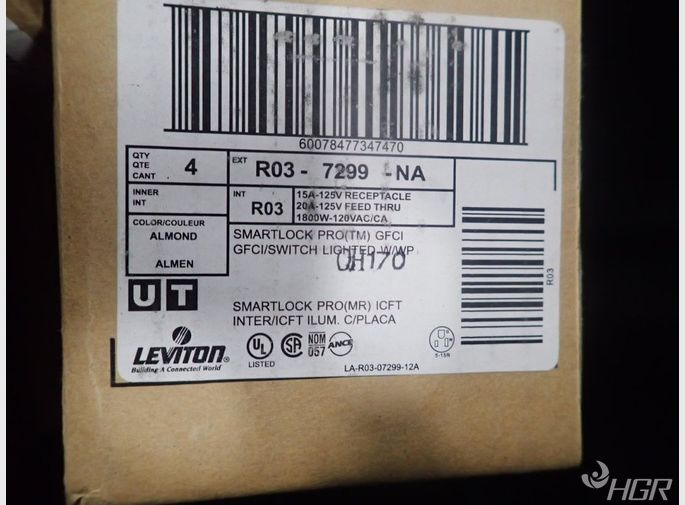 60078477347470
QTY
QTE
CANT
4
EXT
R03 - 7299 -NA
INNER
INT
INT
R03
15A-125V RECEPTACLE
20A-125V FEED THRU
1800W-120VAC/CA
COLOR/COULEUR
ALMOND
ALMEN
SMARTLOCK PRO(TM) GFCI
GFCI/SWITCH LIGHTED W/WP
OH170
UT
SMARTLOCK PRO(MR) ICFT
INTER/ICFT ILUM. C/PLACA
R03
LEVITON®
Building A Connected World
UL
LISTED
SA
NOM
057
ANCE
5-15R
LA-R03-07299-12A
HGR